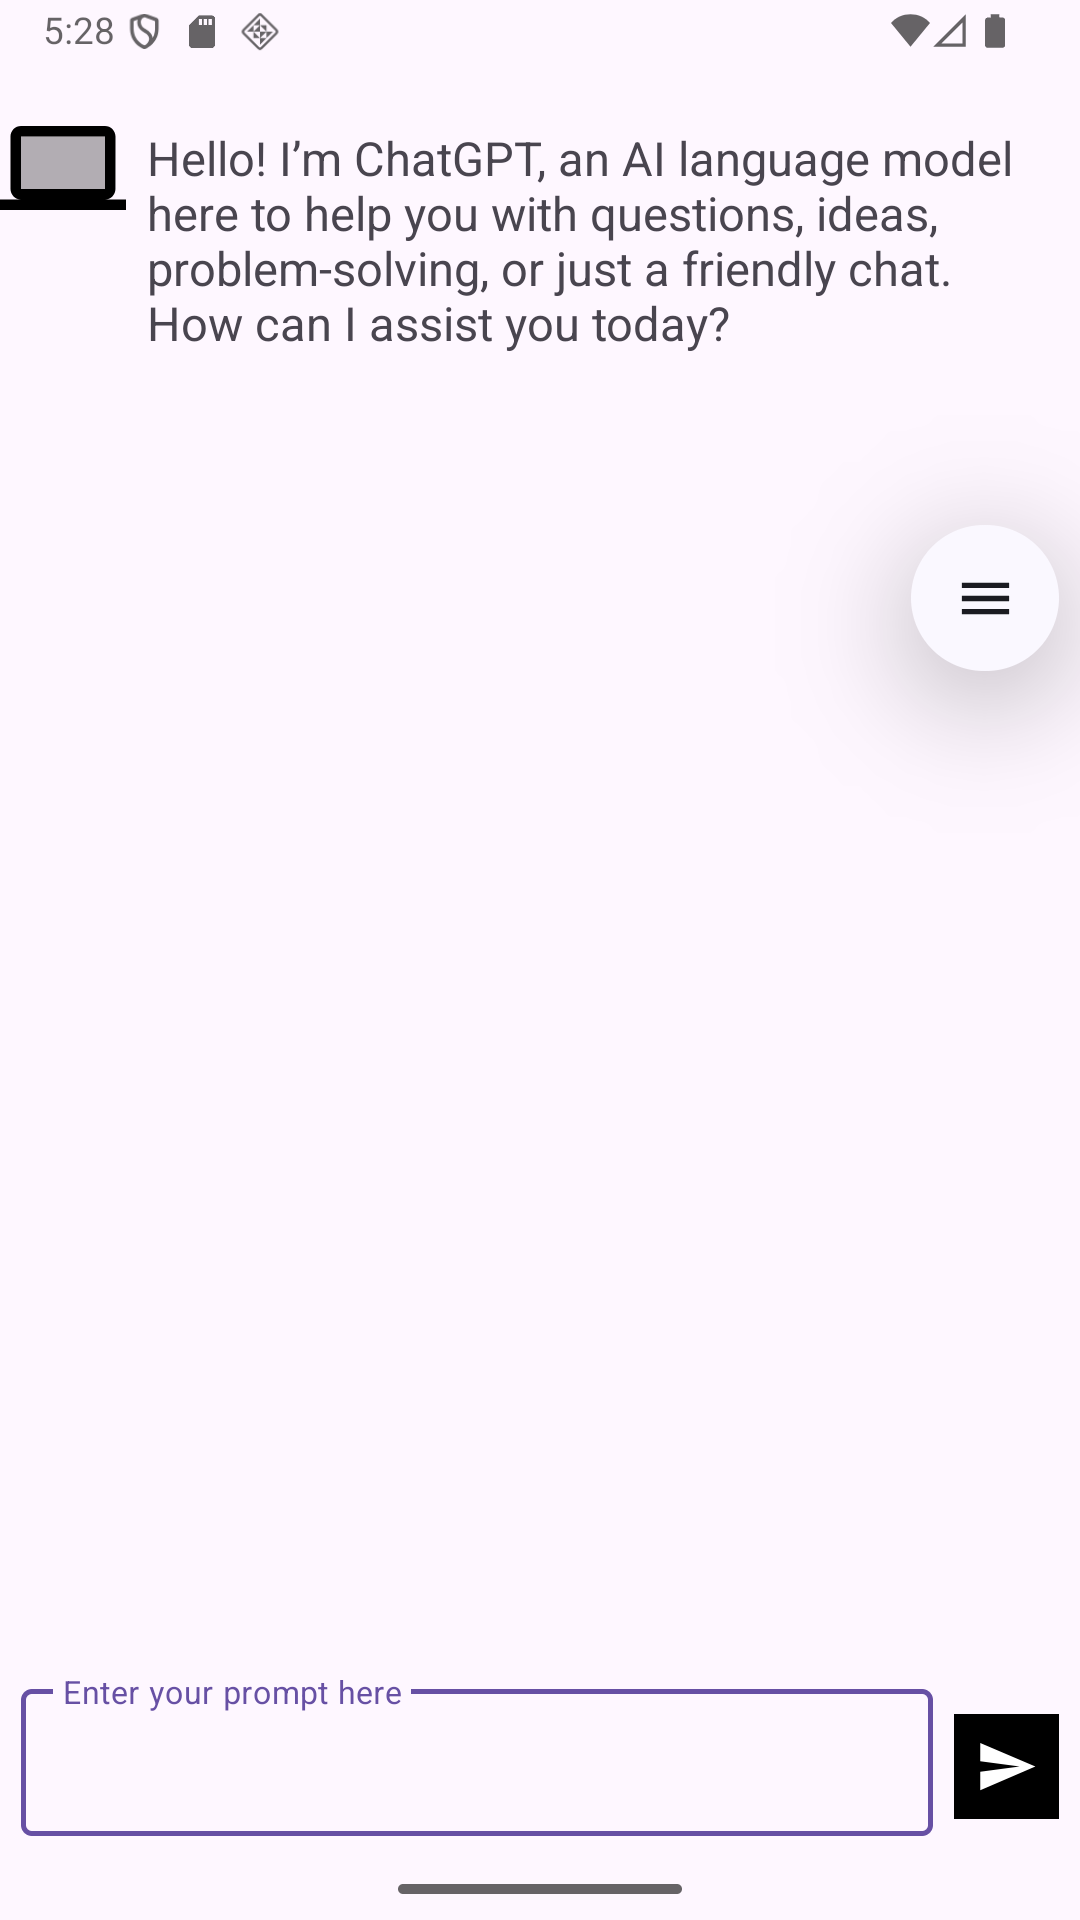 5:28
Hello! I’m ChatGPT, an AI language model
here to help you with questions, ideas,
problem-solving, or just a friendly chat.
How can I assist you today?
Enter your prompt here